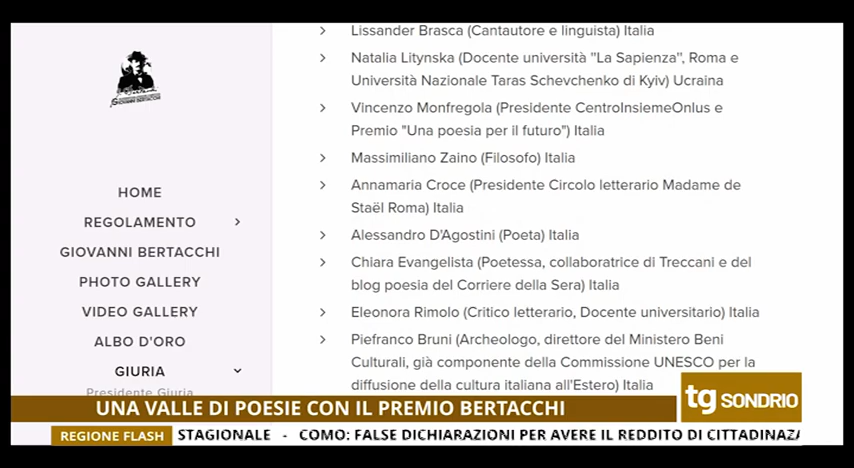 Lissander Brasca (Cantautore e linguista) Italia
Natalia Litynska (Docente università "La Sapienza", Roma e
Università Nazionale Taras Schevchenko di Kyiv) Ucraina
Vincenzo Monfregola (Presidente CentroInsiemeOnlus e
Premio "Una poesia per il futuro") Italia
Massimiliano Zaino (Filosofo) Italia
Annamaria Croce (Presidente Circolo letterario Madame de
Staël Roma) Italia
Alessandro D'Agostini (Poeta) Italia
Chiara Evangelista (Poetessa, collaboratrice di Treccani e del
blog poesia del Corriere della Sera) Italia
Eleonora Rimolo (Critico letterario, Docente universitario) Italia
Piefranco Bruni (Archeologo, direttore del Ministero Beni
Culturali, già componente della Commissione UNESCO per la
diffusione della cultura italiana all'Estero) Italia
GIOVANNI BERTACCHI
HOME
REGOLAMENTO
GIOVANNI BERTACCHI
PHOTO GALLERY
VIDEO GALLERY
ALBO D'ORO
GIURIA
Presidente Giuria
UNA VALLE DI POESIE CON IL PREMIO BERTACCHI
tg SONDRIO
REGIONE FLASH STAGIONALE - COMO: FALSE DICHIARAZIONI PER AVERE IL REDDITO DI CITTADINAZA